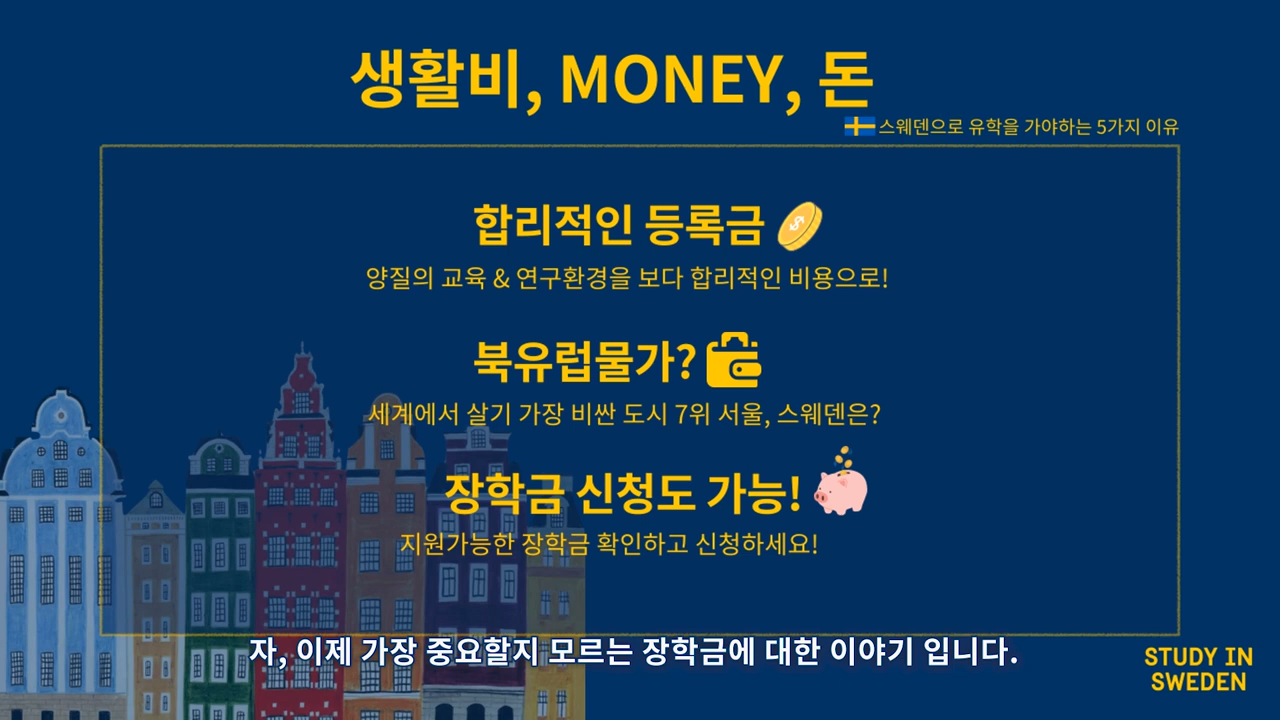 생활비, MONEY, 돈
스웨덴으로 유학을 가야하는 5가지 이유
합리적인 등록금
양질의 교육 & 연구환경을 보다 합리적인 비용으로!
북유럽물가?
세계에서 살기 가장 비싼 도시 7위 서울, 스웨덴은?
장학금 신청도 가능!
지원가능한 장학금 확인하고 신청하세요!
자, 이제 가장 중요할지 모르는 장학금에 대한 이야기 입니다.
STUDY IN
SWEDEN